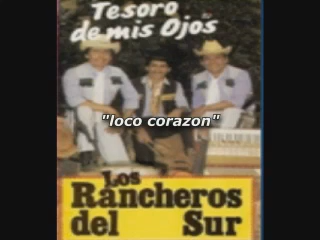 Tesoro
de mis Ojos
"loco corazon"
Los
Rancheros
del Sur